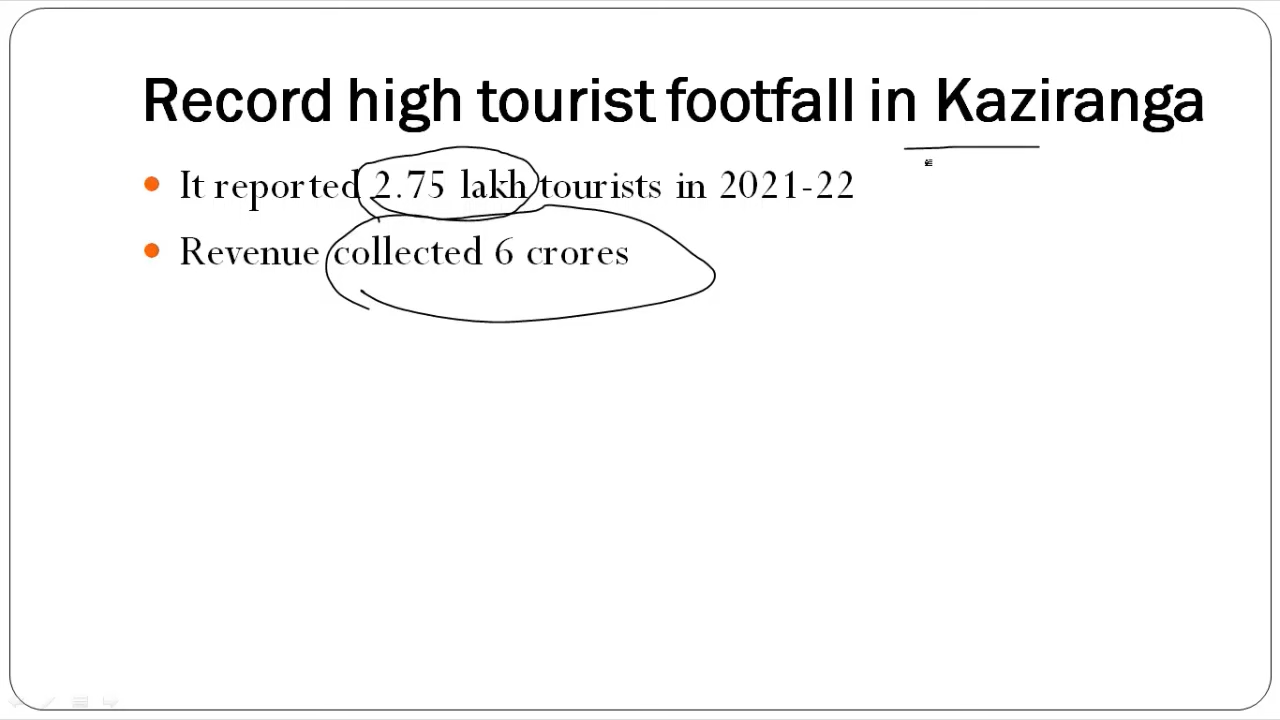 Record high tourist footfall in Kaziranga
It reported 2.75 lakh tourists in 2021-22
Revenue collected 6 crores